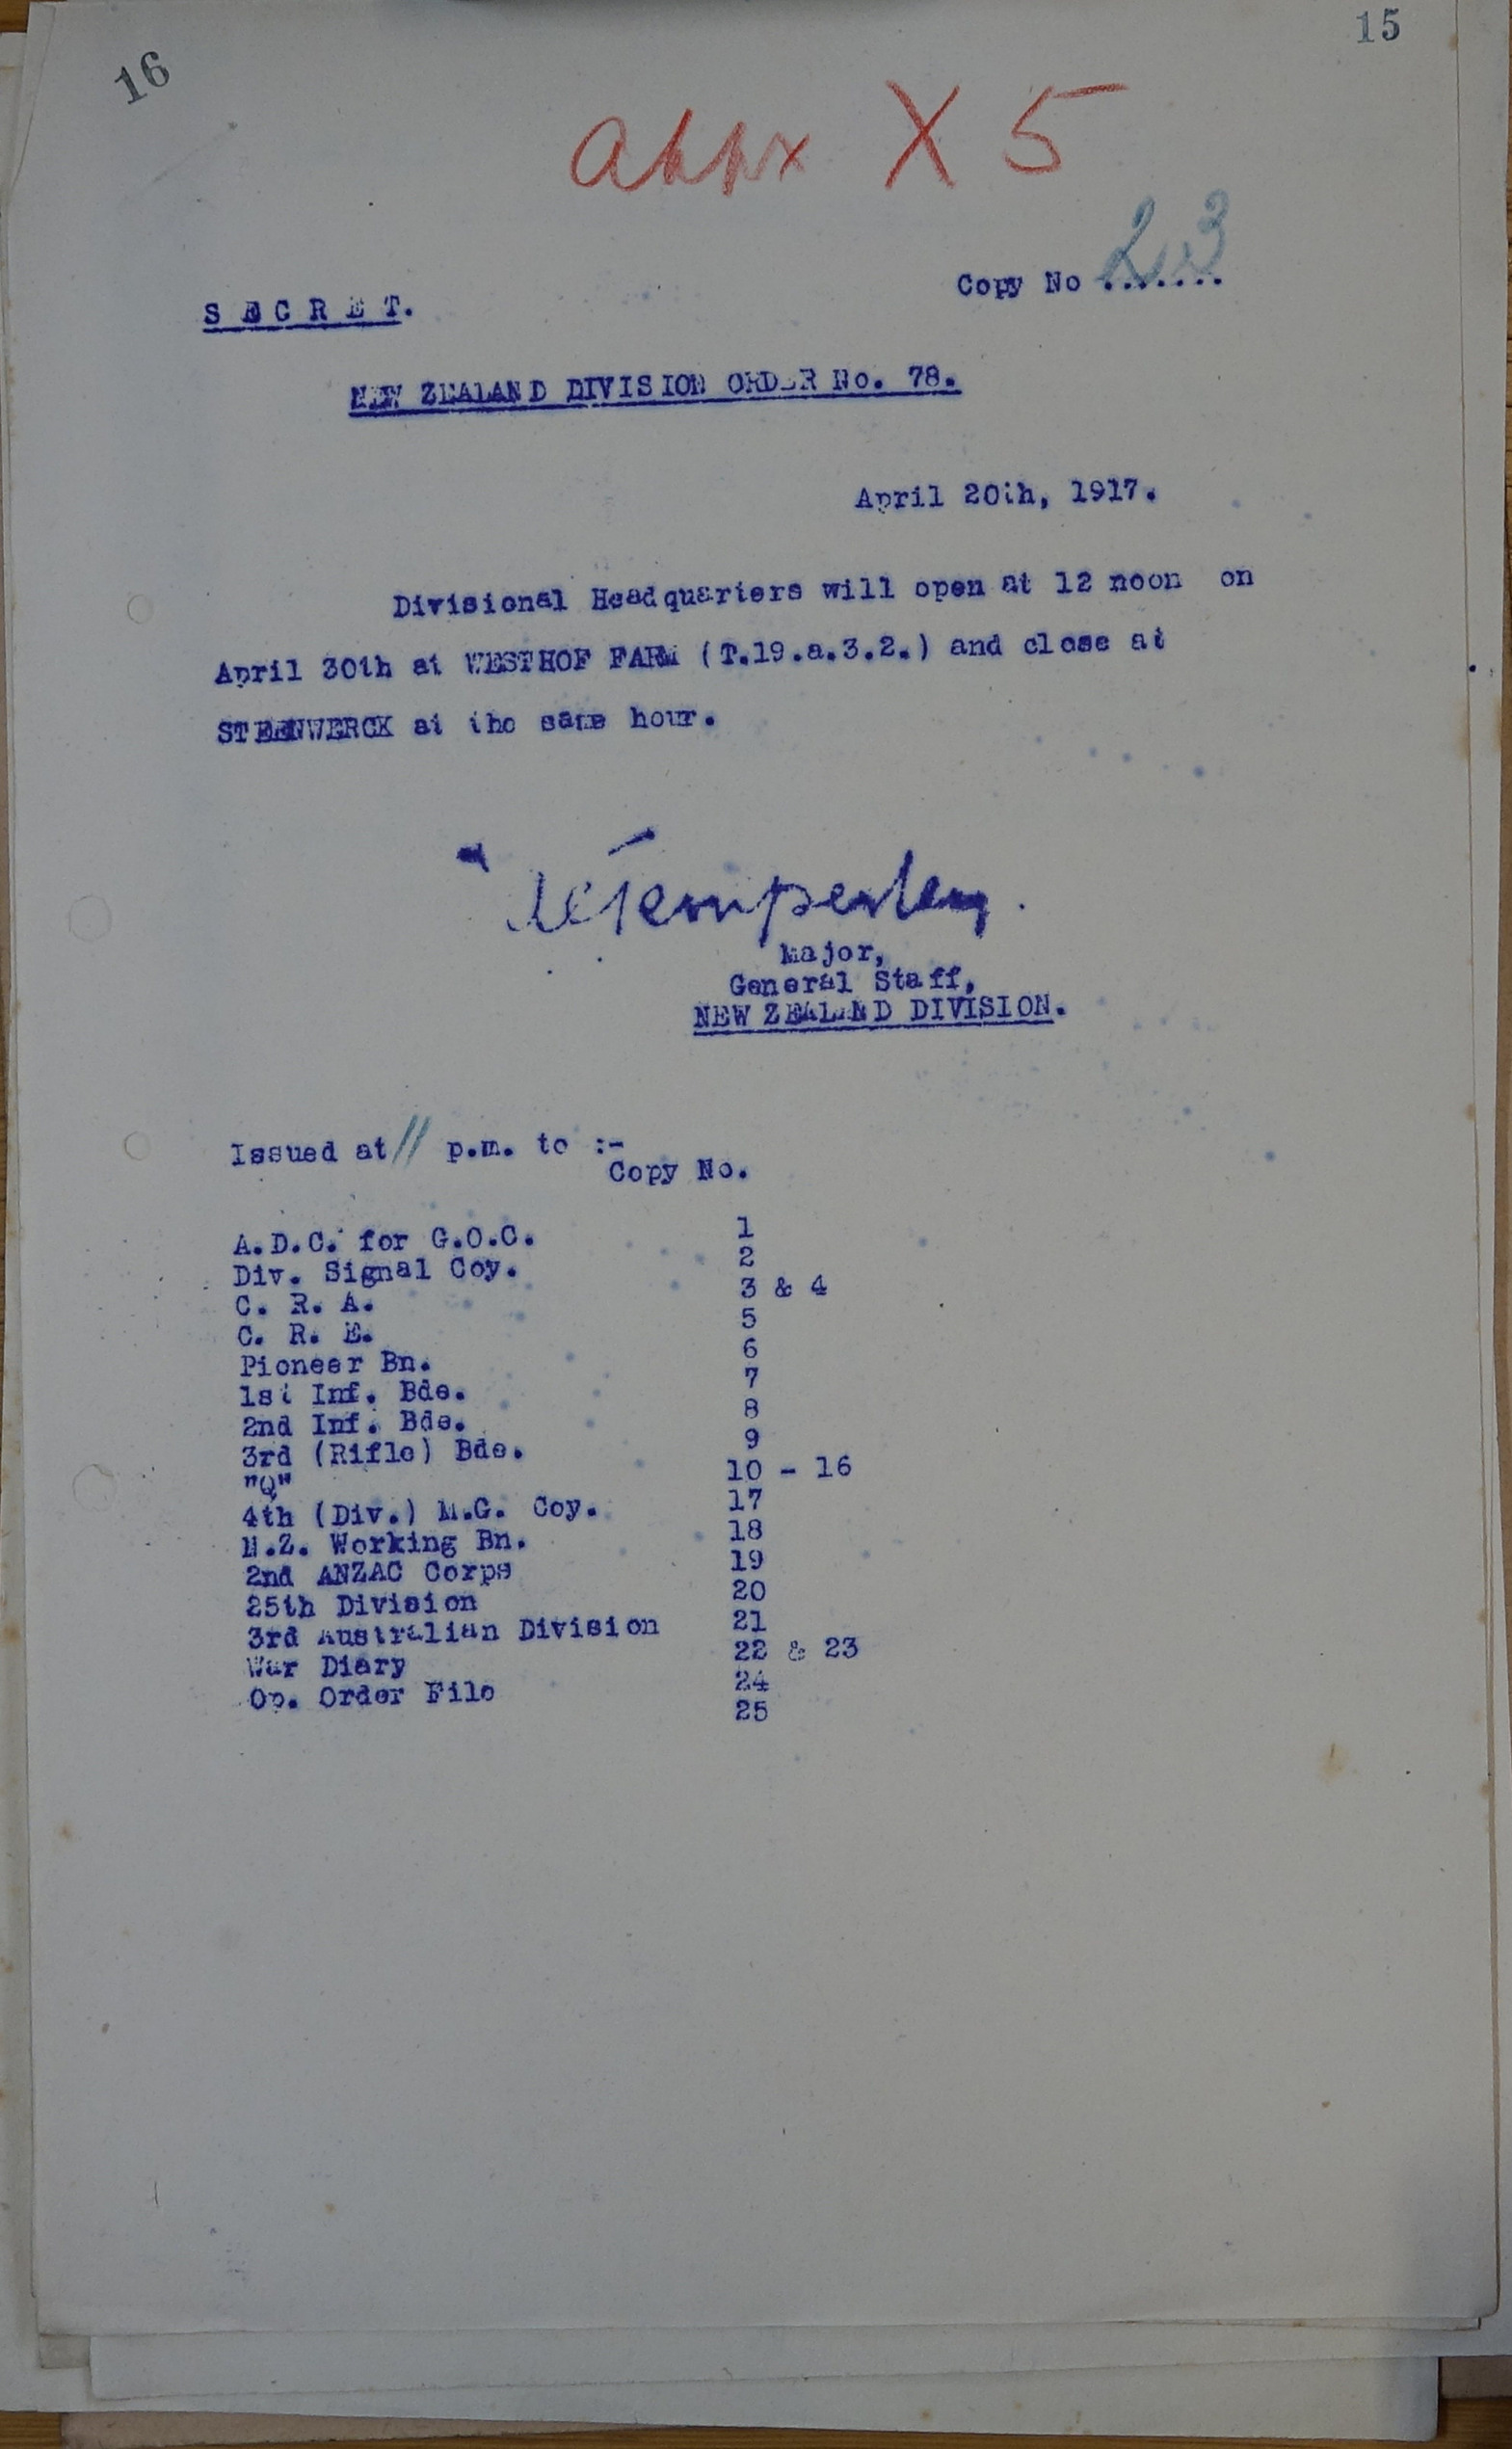 16
15
appx X 5
Copy No ....... 23
S E C R E T.
NEW ZEALAND DIVISION ORDER No. 78.
April 20th, 1917.
Divisional Headquarters will open at 12 noon on
April 30th at WESTHOF FARM (T.19.a.3.2.) and close at
STEENWERCK at the same hour.
Temperley.
Major,
General Staff,
NEW ZEALAND DIVISION.
Issued at 11 p.m. to :-
Copy No.
A.D.C. for G.O.C. 1
Div. Signal Coy. 2
C. R. A. 3 & 4
C. R. E. 5
Pioneer Bn. 6
1st Inf. Bde. 7
2nd Inf. Bde. 8
3rd (Rifle) Bde. 9
"Q" 10 - 16
4th (Div.) M.G. Coy. 17
N.Z. Working Bn. 18
2nd ANZAC Corps 19
25th Division 20
3rd Australian Division 21
War Diary 22 & 23
Op. Order File 24
25